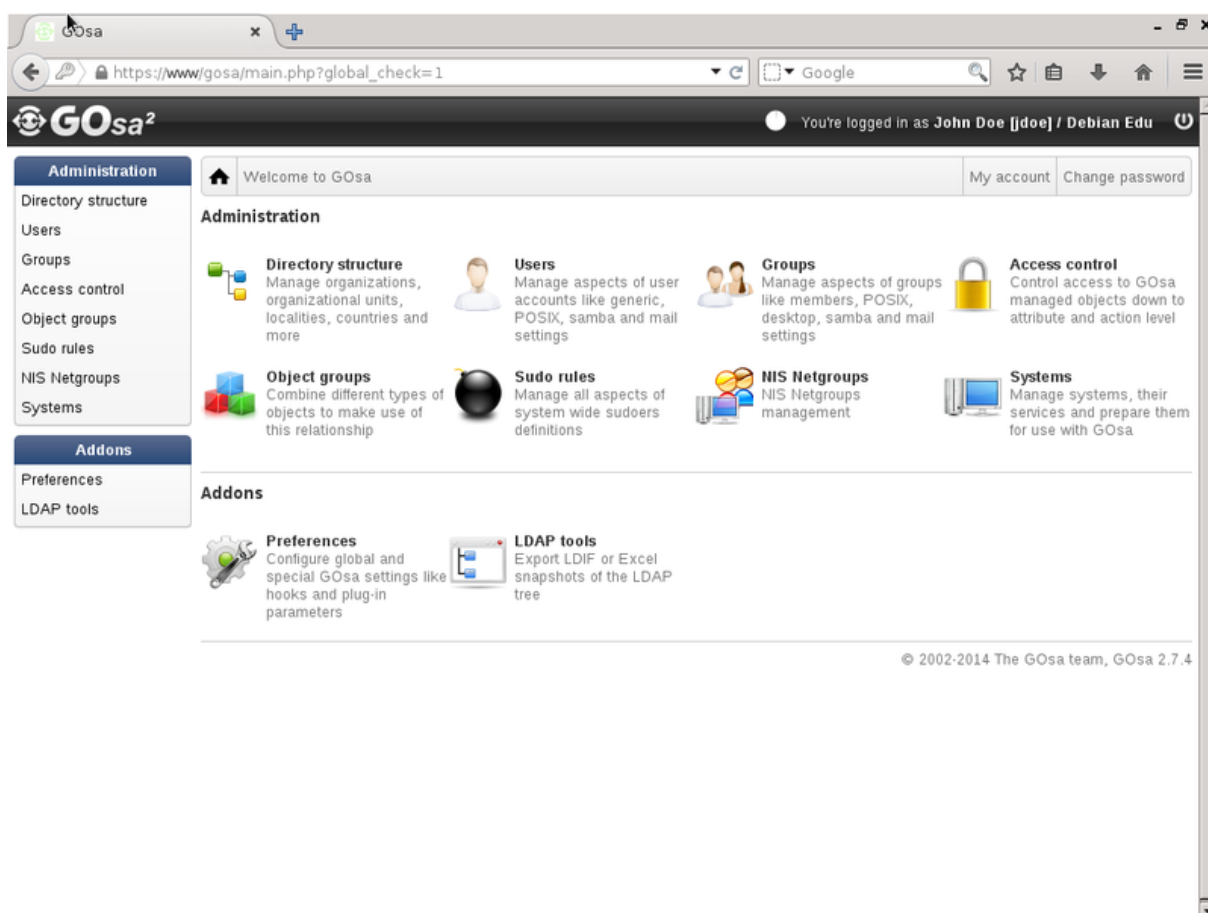 GOsa
https://www/gosa/main.php?global_check=1
Google
GOsa²
You're logged in as John Doe [jdoe] / Debian Edu
Administration
Directory structure
Users
Groups
Access control
Object groups
Sudo rules
NIS Netgroups
Systems
Addons
Preferences
LDAP tools
Welcome to GOsa
My account
Change password
Administration
Directory structure
Manage organizations,
organizational units,
localities, countries and
more
Users
Manage aspects of user
accounts like generic,
POSIX, samba and mail
settings
Groups
Manage aspects of groups
like members, POSIX,
desktop, samba and mail
settings
Access control
Control access to GOsa
managed objects down to
attribute and action level
Object groups
Combine different types of
objects to make use of
this relationship
Sudo rules
Manage all aspects of
system wide sudoers
definitions
NIS Netgroups
NIS Netgroups
management
Systems
Manage systems, their
services and prepare them
for use with GOsa
Addons
Preferences
Configure global and
special GOsa settings like
hooks and plug-in
parameters
LDAP tools
Export LDIF or Excel
snapshots of the LDAP
tree
© 2002-2014 The GOsa team, GOsa 2.7.4